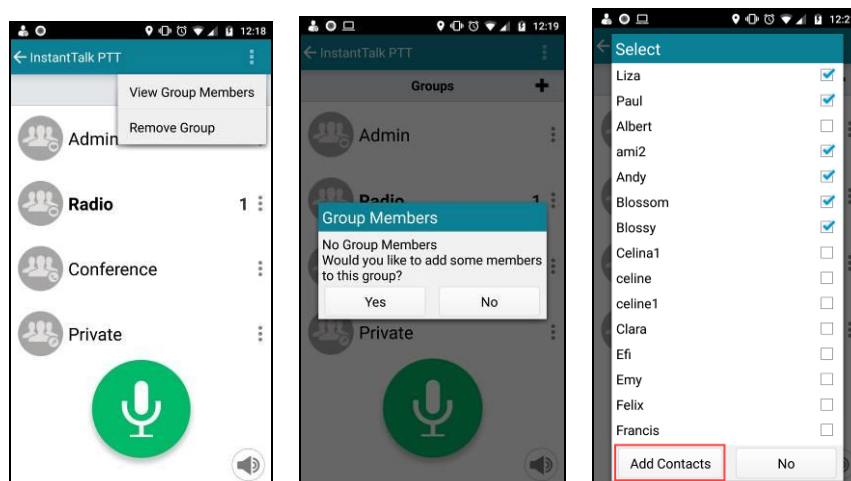 12:18
InstantTalk PTT
View Group Members
Remove Group
Admin
Radio 1
Conference
Private
12:19
InstantTalk PTT
Groups +
Admin
Radio 1
Group Members
No Group Members
Would you like to add some members
to this group?
Yes No
Private
12:2
Select
Liza
Paul
Albert
ami2
Andy
Blossom
Blossy
Celina1
celine
celine1
Clara
Efi
Emy
Felix
Francis
Add Contacts No